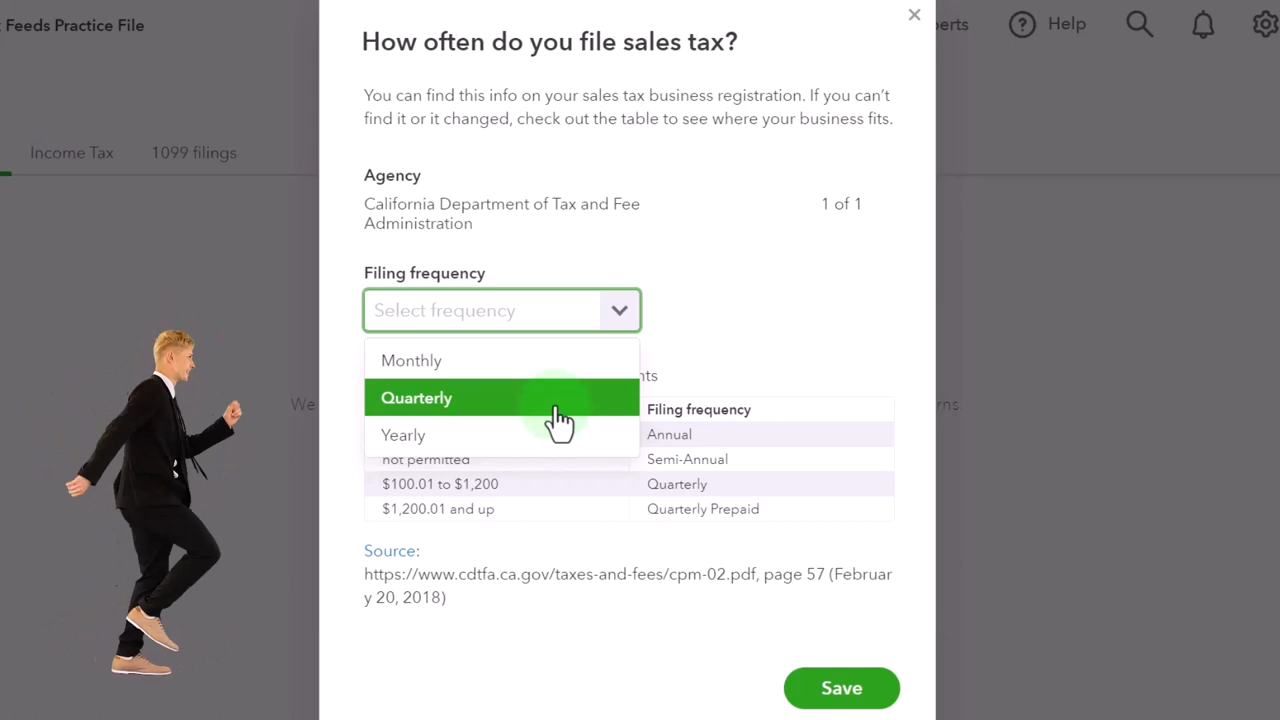 Feeds Practice File
Help
How often do you file sales tax?
You can find this info on your sales tax business registration. If you can't
find it or it changed, check out the table to see where your business fits.
Income Tax 1099 filings
Agency
California Department of Tax and Fee
Administration
1 of 1
Filing frequency
Select frequency
Monthly
Quarterly
Yearly
We
Filing frequency
Annual
not permitted Semi-Annual
$100.01 to $1,200 Quarterly
$1,200.01 and up Quarterly Prepaid
Source:
https://www.cdtfa.ca.gov/taxes-and-fees/cpm-02.pdf, page 57 (Februar
y 20, 2018)
Save